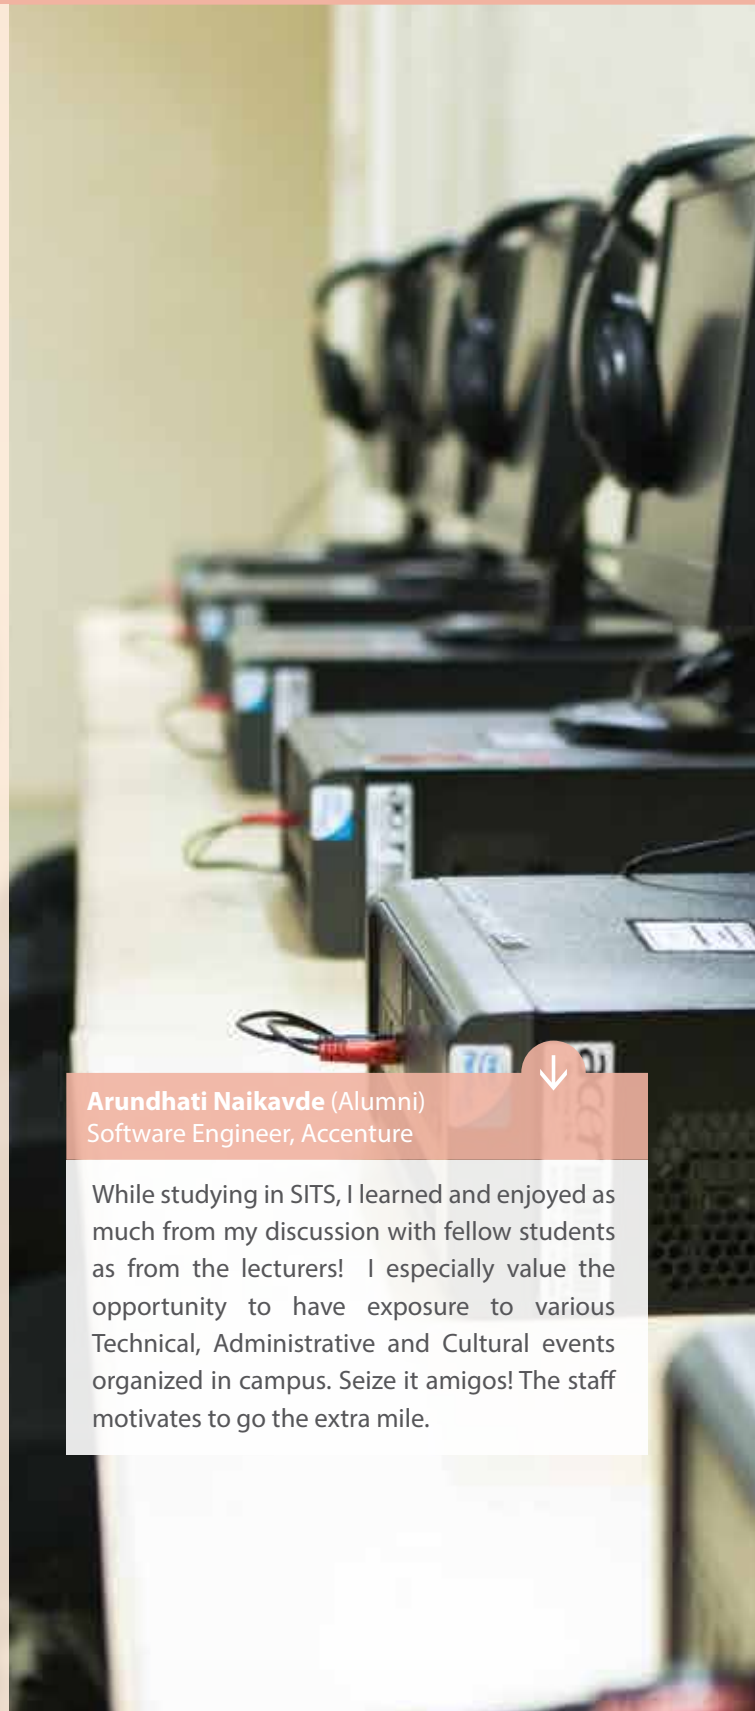 Arundhati Naikavde (Alumni)
Software Engineer, Accenture
While studying in SITS, I learned and enjoyed as
much from my discussion with fellow students
as from the lecturers! I especially value the
opportunity to have exposure to various
Technical, Administrative and Cultural events
organized in campus. Seize it amigos! The staff
motivates to go the extra mile.
acer